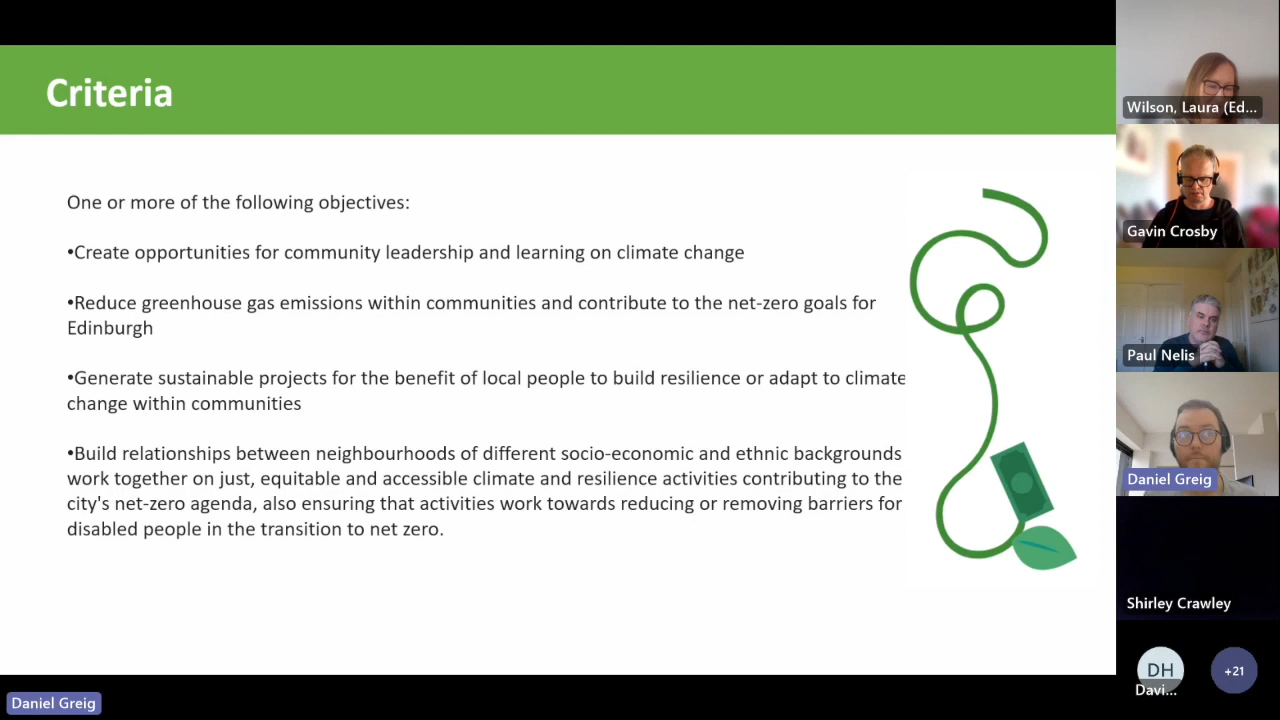 Criteria
One or more of the following objectives:
•Create opportunities for community leadership and learning on climate change
•Reduce greenhouse gas emissions within communities and contribute to the net-zero goals for
Edinburgh
•Generate sustainable projects for the benefit of local people to build resilience or adapt to climate
change within communities
•Build relationships between neighbourhoods of different socio-economic and ethnic backgrounds
work together on just, equitable and accessible climate and resilience activities contributing to the
city's net-zero agenda, also ensuring that activities work towards reducing or removing barriers for
disabled people in the transition to net zero.
Daniel Greig
Wilson, Laura (Ed...
Gavin Crosby
Paul Nelis
Daniel Greig
Shirley Crawley
DH
Davi...
+21